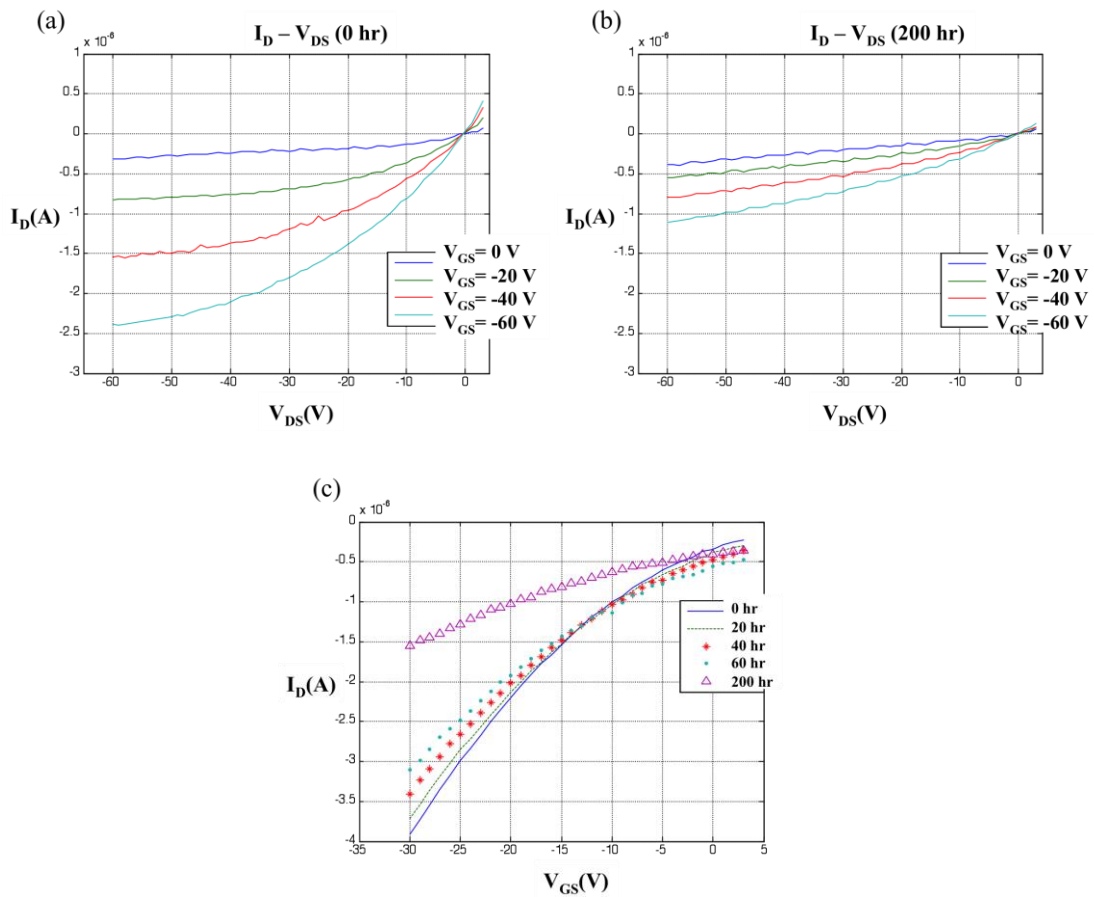 (a)
I_D – V_DS (0 hr)
x 10^-6
1
0.5
0
-0.5
-1
-1.5
-2
-2.5
-3
I_D(A)
V_GS= 0 V
V_GS= -20 V
V_GS= -40 V
V_GS= -60 V
-60 -50 -40 -30 -20 -10 0
V_DS(V)
(b)
I_D – V_DS (200 hr)
x 10^-6
1
0.5
0
-0.5
-1
-1.5
-2
-2.5
-3
I_D(A)
V_GS= 0 V
V_GS= -20 V
V_GS= -40 V
V_GS= -60 V
-60 -50 -40 -30 -20 -10 0
V_DS(V)
(c)
x 10^-6
0
-0.5
-1
-1.5
-2
-2.5
-3
-3.5
-4
I_D(A)
0 hr
20 hr
40 hr
60 hr
200 hr
-35 -30 -25 -20 -15 -10 -5 0 5
V_GS(V)